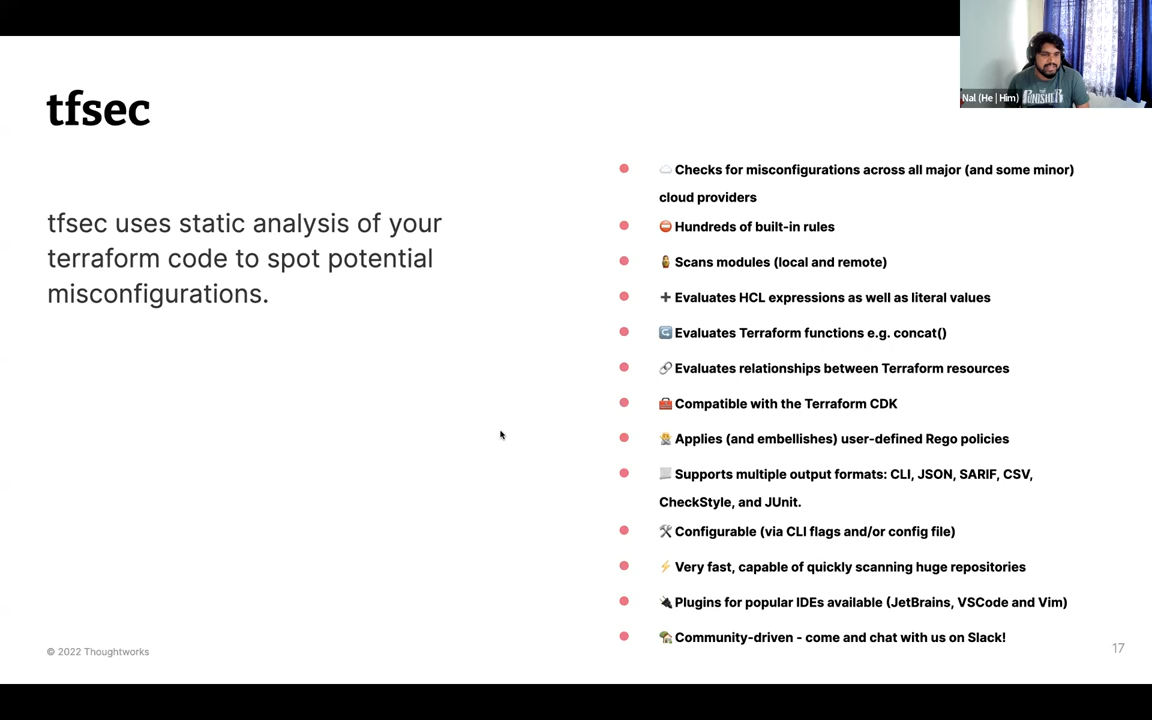 tfsec
tfsec uses static analysis of your
terraform code to spot potential
misconfigurations.
Checks for misconfigurations across all major (and some minor)
cloud providers
Hundreds of built-in rules
Scans modules (local and remote)
Evaluates HCL expressions as well as literal values
Evaluates Terraform functions e.g. concat()
Evaluates relationships between Terraform resources
Compatible with the Terraform CDK
Applies (and embellishes) user-defined Rego policies
Supports multiple output formats: CLI, JSON, SARIF, CSV,
CheckStyle, and JUnit.
Configurable (via CLI flags and/or config file)
Very fast, capable of quickly scanning huge repositories
Plugins for popular IDEs available (JetBrains, VSCode and Vim)
Community-driven - come and chat with us on Slack!
© 2022 Thoughtworks
17
Nal (He | Him)
THE
PUNISHER